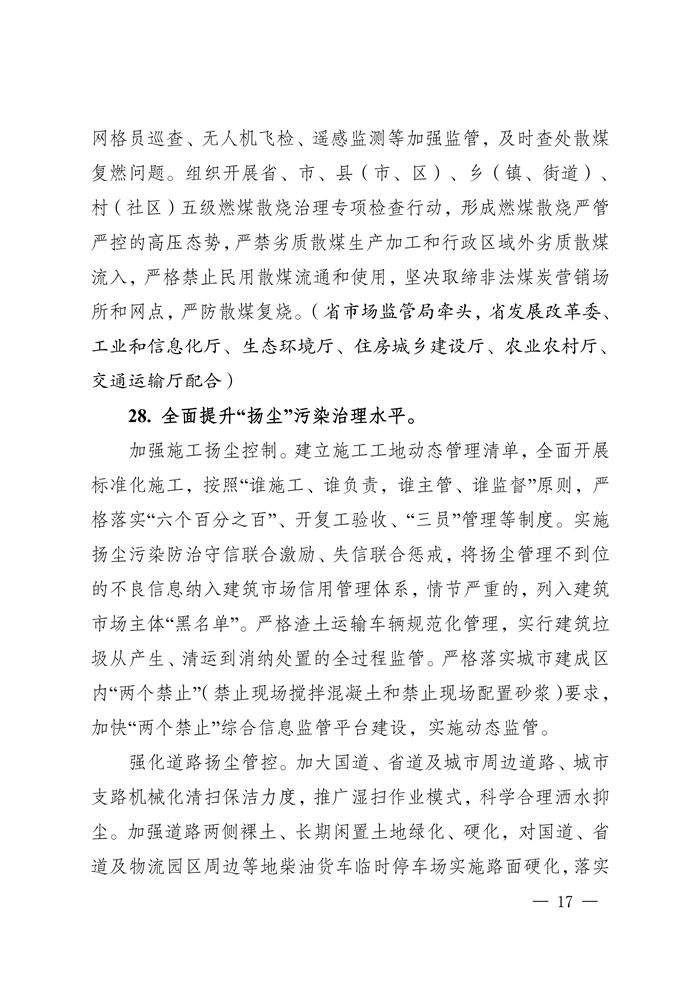 网格员巡查、无人机飞检、遥感监测等加强监管，及时查处散煤
复燃问题。组织开展省、市、县（市、区）、乡（镇、街道）、
村（社区）五级燃煤散烧治理专项检查行动，形成燃煤散烧严管
严控的高压态势，严禁劣质散煤生产加工和行政区域外劣质散煤
流入，严格禁止民用散煤流通和使用，坚决取缔非法煤炭营销场
所和网点，严防散煤复烧。（省市场监管局牵头，省发展改革委、
工业和信息化厅、生态环境厅、住房城乡建设厅、农业农村厅、
交通运输厅配合）
28. 全面提升“扬尘”污染治理水平。
加强施工扬尘控制。建立施工工地动态管理清单，全面开展
标准化施工，按照“谁施工、谁负责，谁主管、谁监督”原则，严
格落实“六个百分之百”、开复工验收、“三员”管理等制度。实施
扬尘污染防治守信联合激励、失信联合惩戒，将扬尘管理不到位
的不良信息纳入建筑市场信用管理体系，情节严重的，列入建筑
市场主体“黑名单”。严格渣土运输车辆规范化管理，实行建筑垃
圾从产生、清运到消纳处置的全过程监管。严格落实城市建成区
内“两个禁止”（禁止现场搅拌混凝土和禁止现场配置砂浆）要求，
加快“两个禁止”综合信息监管平台建设，实施动态监管。
强化道路扬尘管控。加大国道、省道及城市周边道路、城市
支路机械化清扫保洁力度，推广湿扫作业模式，科学合理洒水抑
尘。加强道路两侧裸土、长期闲置土地绿化、硬化，对国道、省
道及物流园区周边等地柴油货车临时停车场实施路面硬化，落实
— 17 —